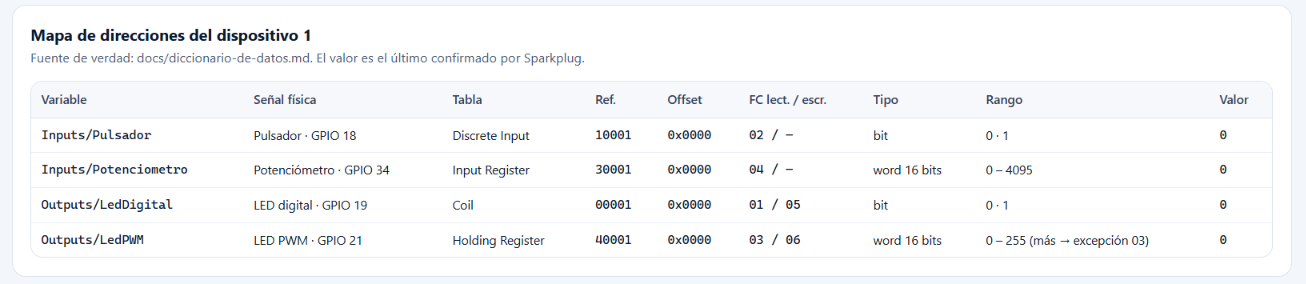 Mapa de direcciones del dispositivo 1
Fuente de verdad: docs/diccionario-de-datos.md. El valor es el último confirmado por Sparkplug.
Variable Señal física Tabla Ref. Offset FC lect. / escr. Tipo Rango Valor
Inputs/Pulsador Pulsador · GPIO 18 Discrete Input 10001 0x0000 02 / — bit 0 · 1 0
Inputs/Potenciometro Potenciómetro · GPIO 34 Input Register 30001 0x0000 04 / — word 16 bits 0 – 4095 0
Outputs/LedDigital LED digital · GPIO 19 Coil 00001 0x0000 01 / 05 bit 0 · 1 0
Outputs/LedPWM LED PWM · GPIO 21 Holding Register 40001 0x0000 03 / 06 word 16 bits 0 – 255 (más → excepción 03) 0